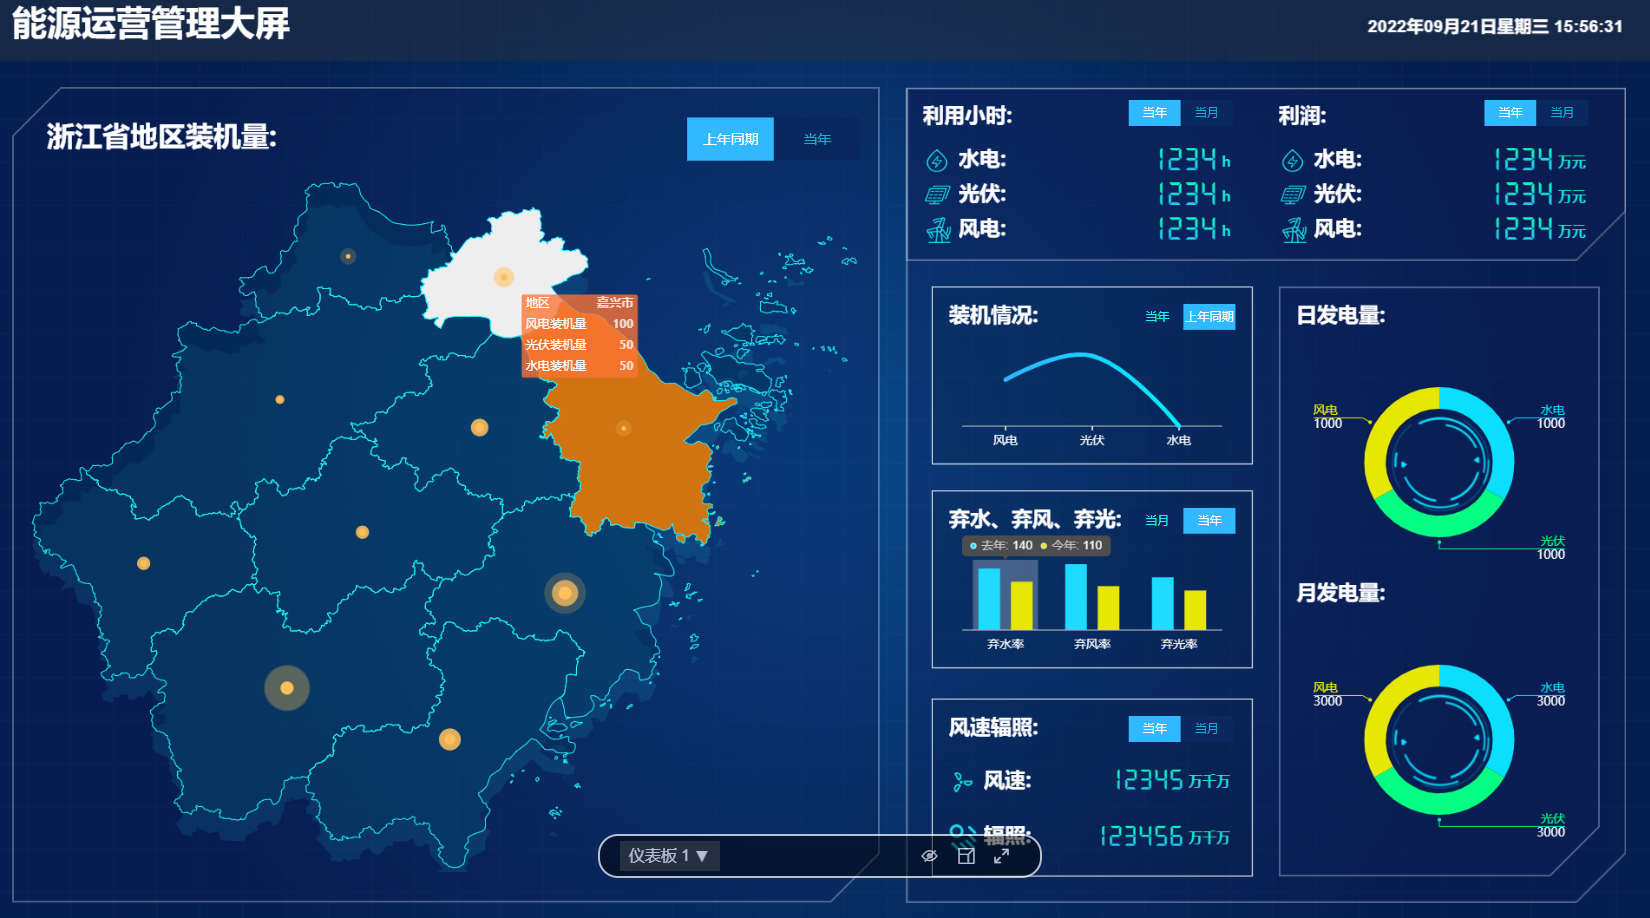 能源运营管理大屏
2022年09月21日星期三 15:56:31
浙江省地区装机量:
上年同期 当年
地区 嘉兴市
风电装机量 100
光伏装机量 50
水电装机量 50
利用小时:
当年 当月
水电: 1234 h
光伏: 1234 h
风电: 1234 h
利润:
当年 当月
水电: 1234 万元
光伏: 1234 万元
风电: 1234 万元
装机情况:
当年 上年同期
风电 光伏 水电
弃水、弃风、弃光:
当月 当年
去年: 140 今年: 110
弃水率 弃风率 弃光率
风速辐照:
当年 当月
风速: 12345 万千万
辐照: 123456 万千万
日发电量:
风电
1000
水电
1000
光伏
1000
月发电量:
风电
3000
水电
3000
光伏
3000
仪表板 1 ▼